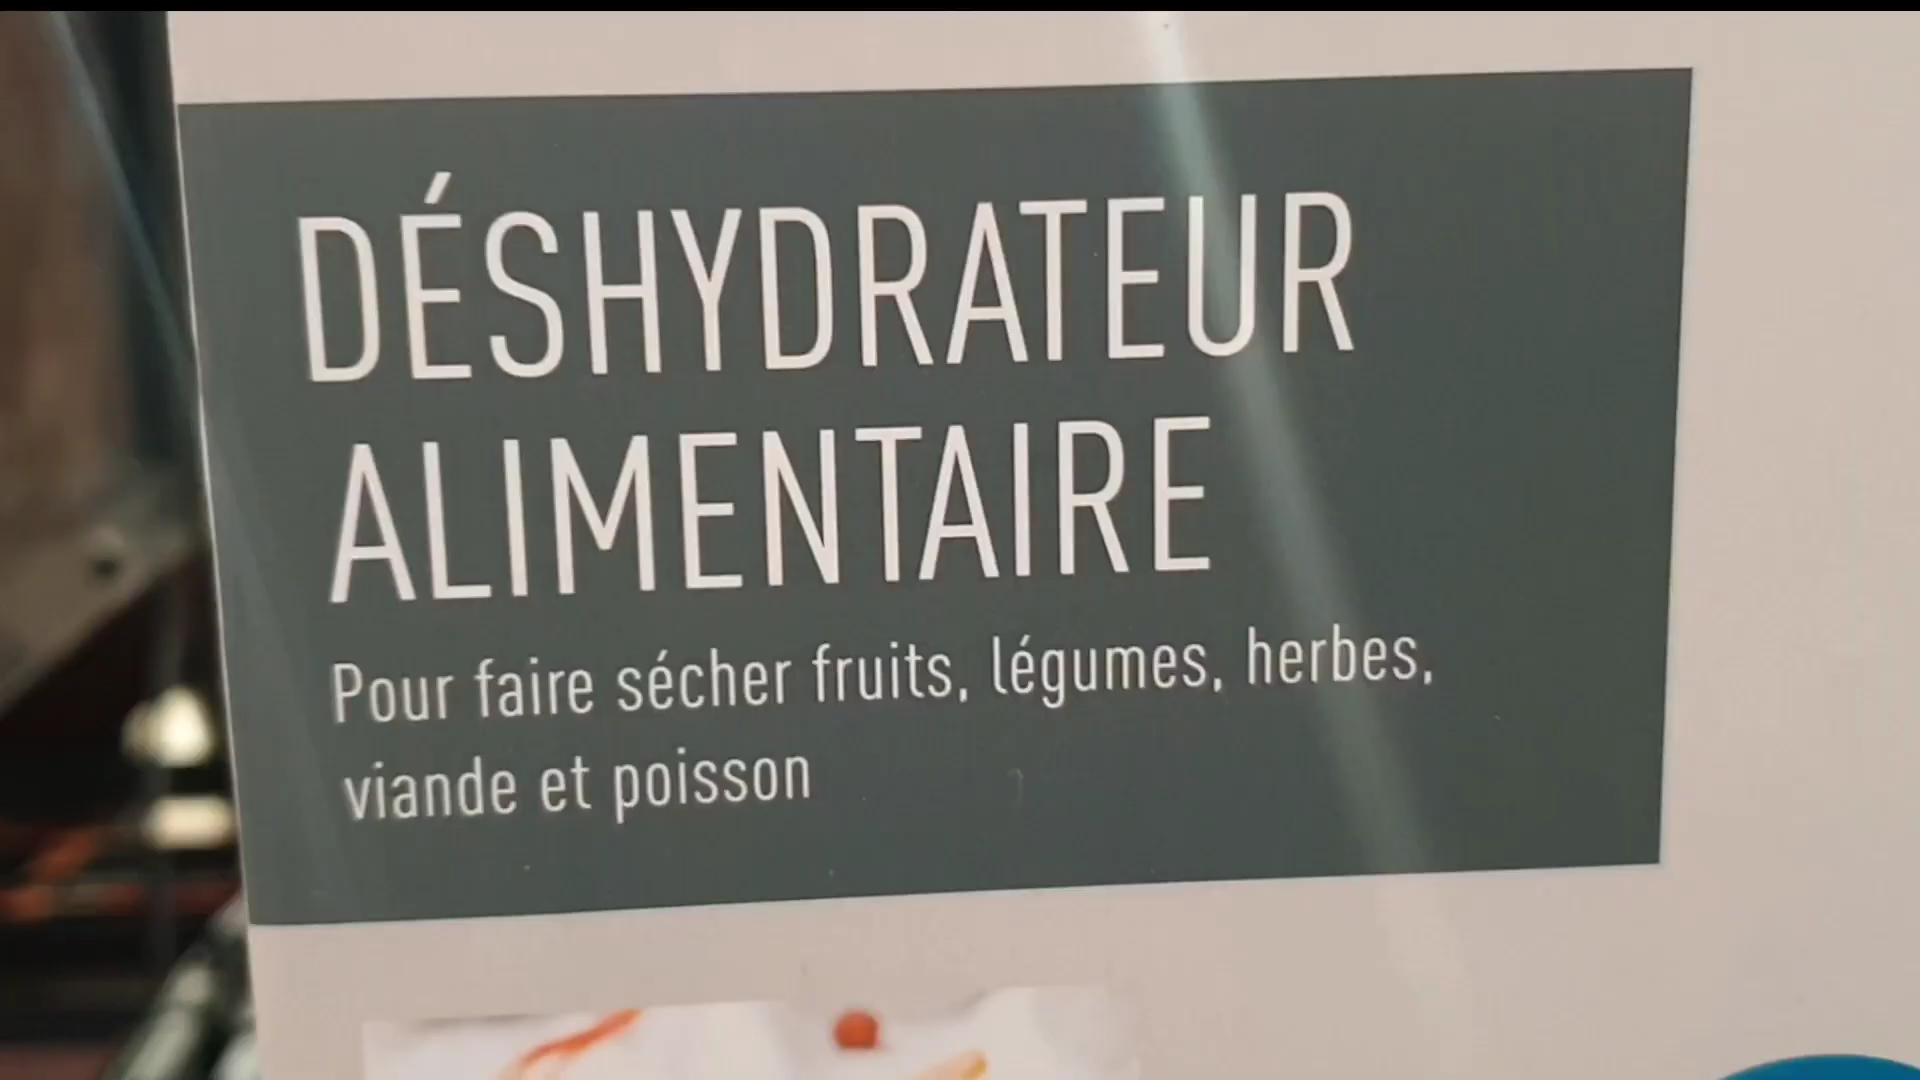 DÉSHYDRATEUR
ALIMENTAIRE
Pour faire sécher fruits, légumes, herbes,
viande et poisson